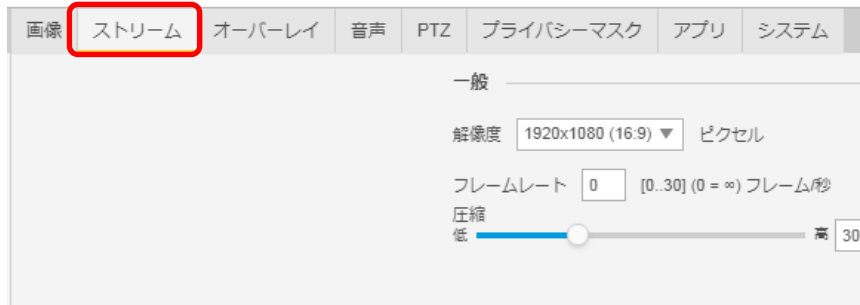 画像 ストリーム オーバーレイ 音声 PTZ プライバシーマスク アプリ システム
一般
解像度 1920x1080 (16:9) ピクセル
フレームレート 0 [0..30] (0 = ∞) フレーム/秒
圧縮
低 高 30